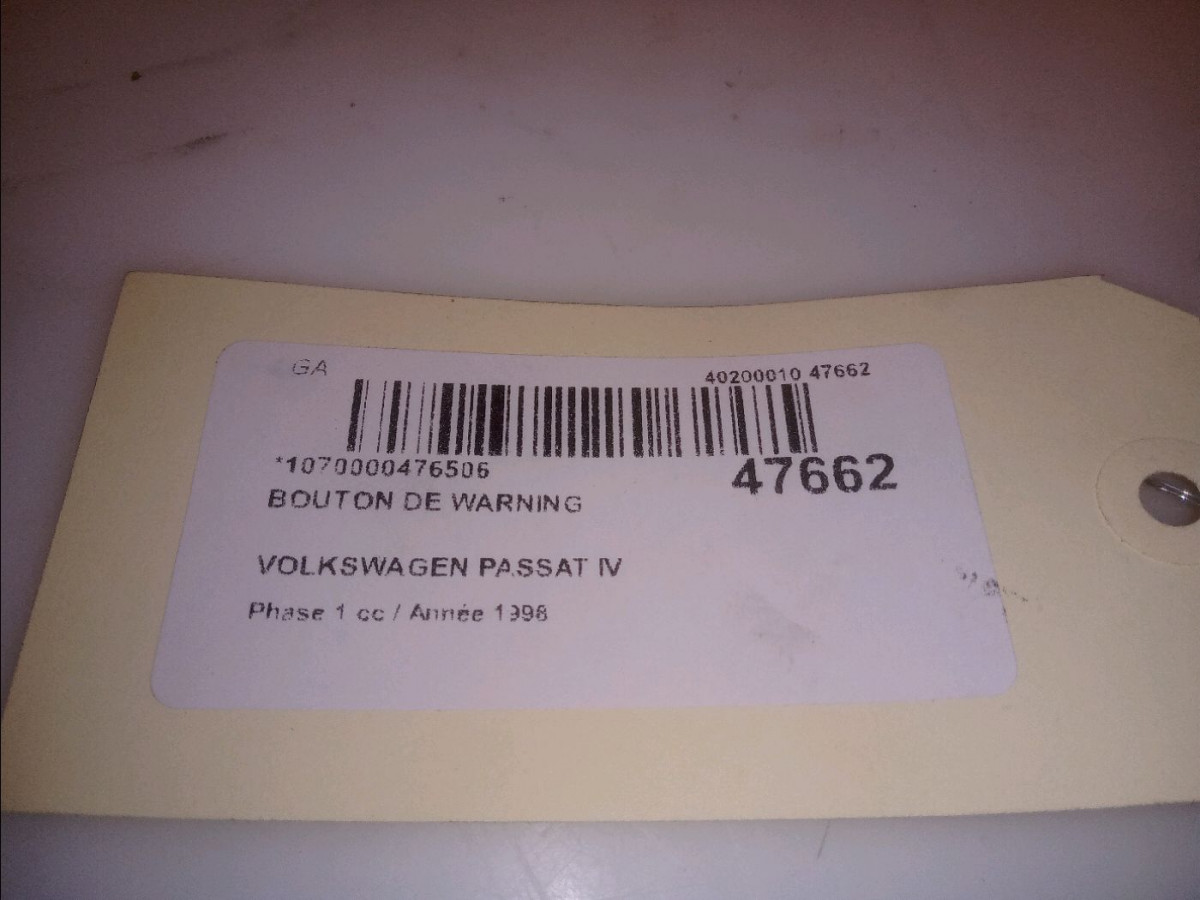 GA
40200010 47662
*1070000476506
47662
BOUTON DE WARNING
VOLKSWAGEN PASSAT IV
Phase 1 cc / Année 1998